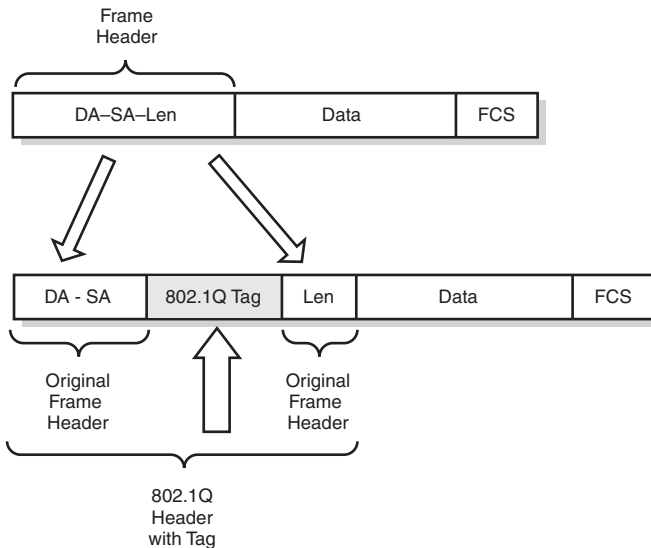 Frame
Header
DA–SA–Len
Data
FCS
DA - SA
802.1Q Tag
Len
Data
FCS
Original
Frame
Header
Original
Frame
Header
802.1Q
Header
with Tag